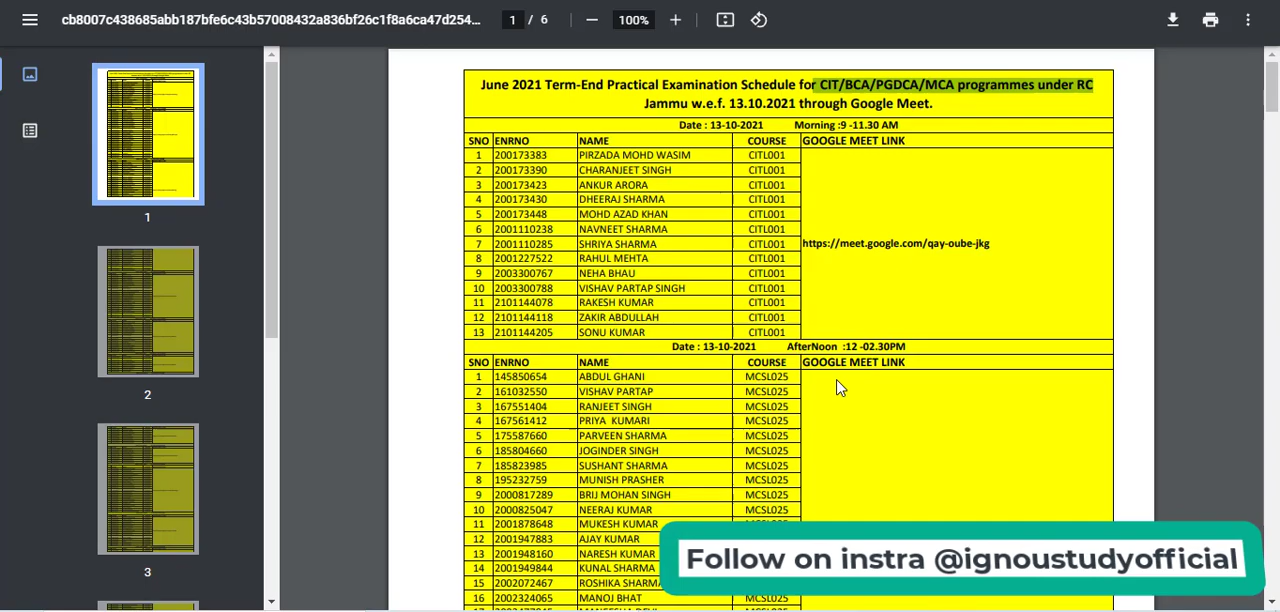 cb8007c438685abb187bfe6c43b57008432a836bf26c1f8a6ca47d254... 1 / 6 100%
June 2021 Term-End Practical Examination Schedule for CIT/BCA/PGDCA/MCA programmes under RC
Jammu w.e.f. 13.10.2021 through Google Meet.
Date : 13-10-2021 Morning :9 -11.30 AM
SNO ENRNO NAME COURSE GOOGLE MEET LINK
1 200173383 PIRZADA MOHD WASIM CITL001
2 200173390 CHARANJEET SINGH CITL001
3 200173423 ANKUR ARORA CITL001
4 200173430 DHEERAJ SHARMA CITL001
5 200173448 MOHD AZAD KHAN CITL001
6 2001110238 NAVNEET SHARMA CITL001
7 2001110285 SHRIYA SHARMA CITL001 https://meet.google.com/qay-oube-jkg
8 2001227522 RAHUL MEHTA CITL001
9 2003300767 NEHA BHAU CITL001
10 2003300788 VISHAV PARTAP SINGH CITL001
11 2101144078 RAKESH KUMAR CITL001
12 2101144118 ZAKIR ABDULLAH CITL001
13 2101144205 SONU KUMAR CITL001
Date : 13-10-2021 AfterNoon :12 -02.30PM
SNO ENRNO NAME COURSE GOOGLE MEET LINK
1 145850654 ABDUL GHANI MCSL025
2 161032550 VISHAV PARTAP MCSL025
3 167551404 RANJEET SINGH MCSL025
4 167561412 PRIYA KUMARI MCSL025
5 175587660 PARVEEN SHARMA MCSL025
6 185804660 JOGINDER SINGH MCSL025
7 185823985 SUSHANT SHARMA MCSL025
8 195232759 MUNISH PRASHER MCSL025
9 2000817289 BRIJ MOHAN SINGH MCSL025
10 2000825047 NEERAJ KUMAR MCSL025
11 2001878648 MUKESH KUMAR
12 2001947883 AJAY KUMAR
13 2001948160 NARESH KUMAR
14 2001949844 KUNAL SHARMA
15 2002072467 ROSHIKA SHARMA
16 2002324065 MANOJ BHAT MCSL025
1
2
3
Follow on instra @ignoustudyofficial